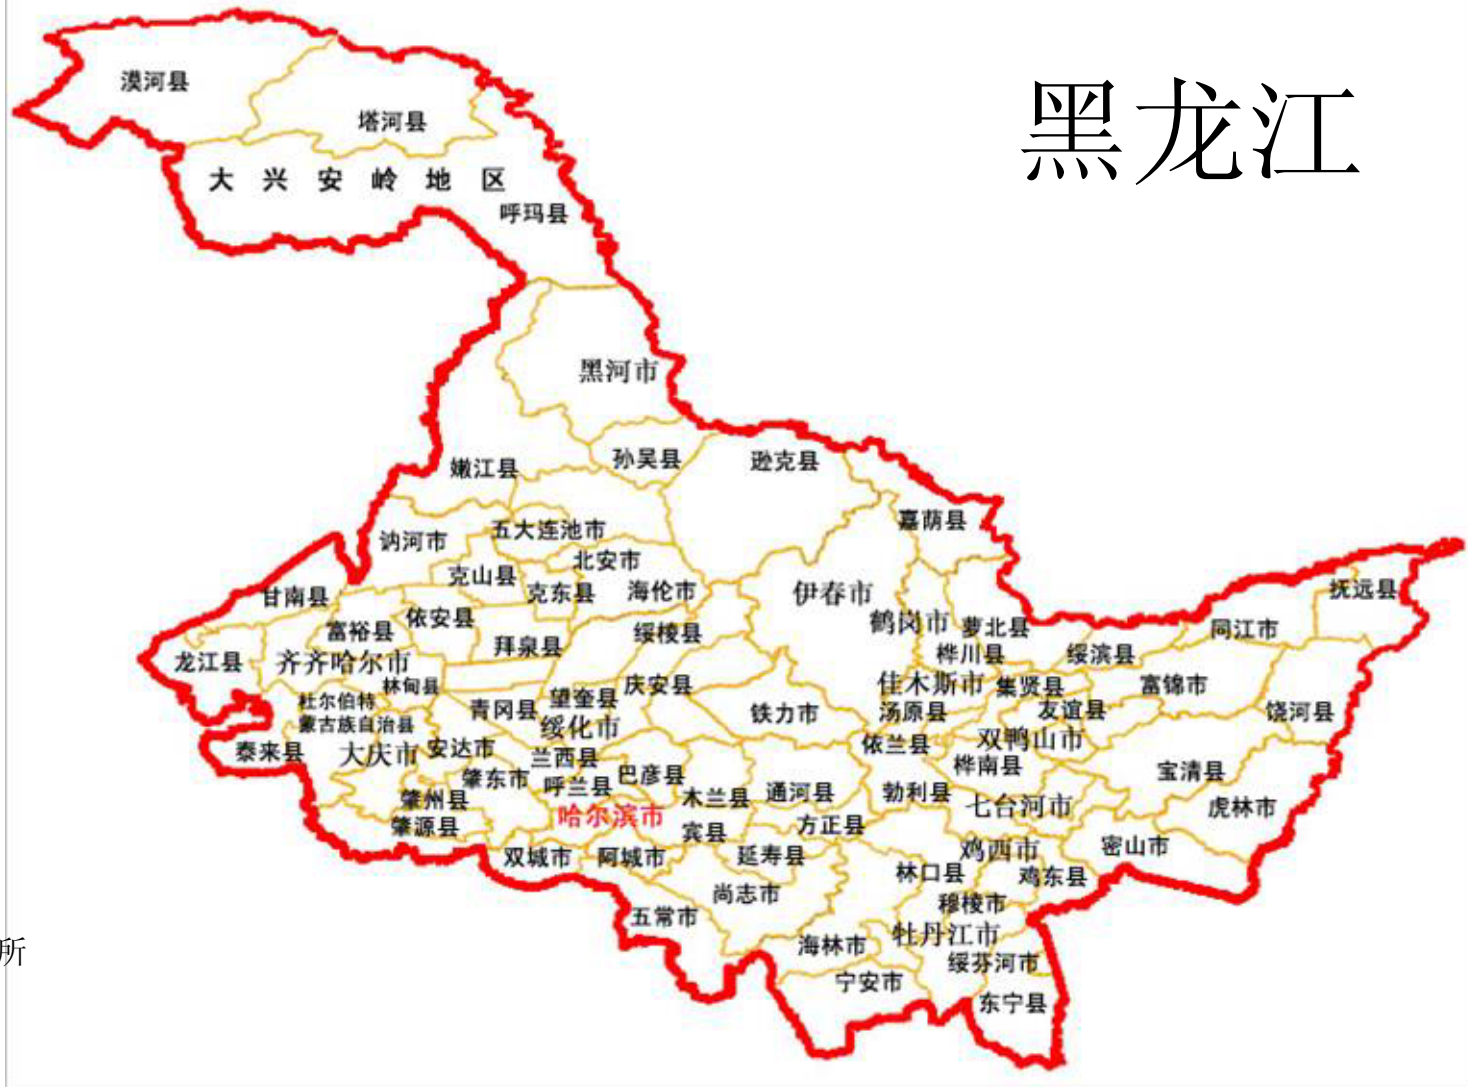 黑龙江
漠河县
塔河县
大兴安岭地区
呼玛县
黑河市
嫩江县
孙吴县
逊克县
嘉荫县
讷河市
五大连池市
北安市
克山县
克东县
海伦市
伊春市
抚远县
甘南县
依安县
富裕县
绥棱县
鹤岗市
萝北县
同江市
龙江县
齐齐哈尔市
拜泉县
桦川县
绥滨县
林甸县
庆安县
佳木斯市
集贤县
富锦市
杜尔伯特
蒙古族自治县
青冈县
望奎县
绥化市
铁力市
汤原县
友谊县
饶河县
泰来县
大庆市
安达市
兰西县
依兰县
双鸭山市
肇东市
呼兰县
巴彦县
桦南县
宝清县
肇州县
木兰县
通河县
勃利县
七台河市
虎林市
肇源县
哈尔滨市
宾县
方正县
双城市
阿城市
延寿县
鸡西市
密山市
尚志市
林口县
鸡东县
五常市
穆棱市
海林市
牡丹江市
绥芬河市
宁安市
东宁县
所